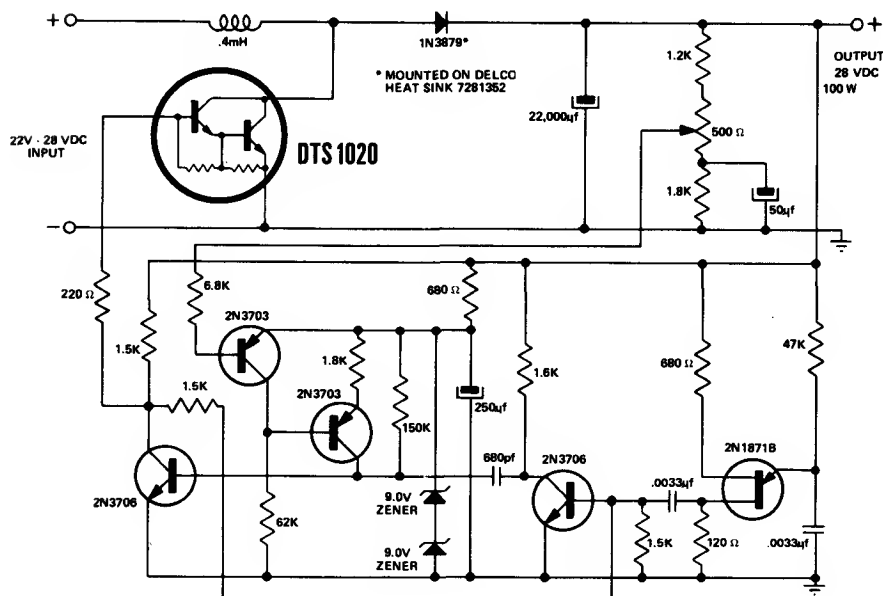 +
.4mH
1N3879*
+
* MOUNTED ON DELCO
HEAT SINK 7281352
1.2K
OUTPUT
28 VDC
100 W
22V - 28 VDC
INPUT
DTS 1020
22,000µf
500 Ω
1.8K
50µf
-
220 Ω
6.8K
680 Ω
2N3703
1.5K
1.8K
1.6K
680 Ω
47K
1.5K
2N3703
150K
250µf
2N1871B
680pf
2N3706
.0033µf
2N3706
9.0V
ZENER
62K
9.0V
ZENER
1.5K
120 Ω
.0033µf